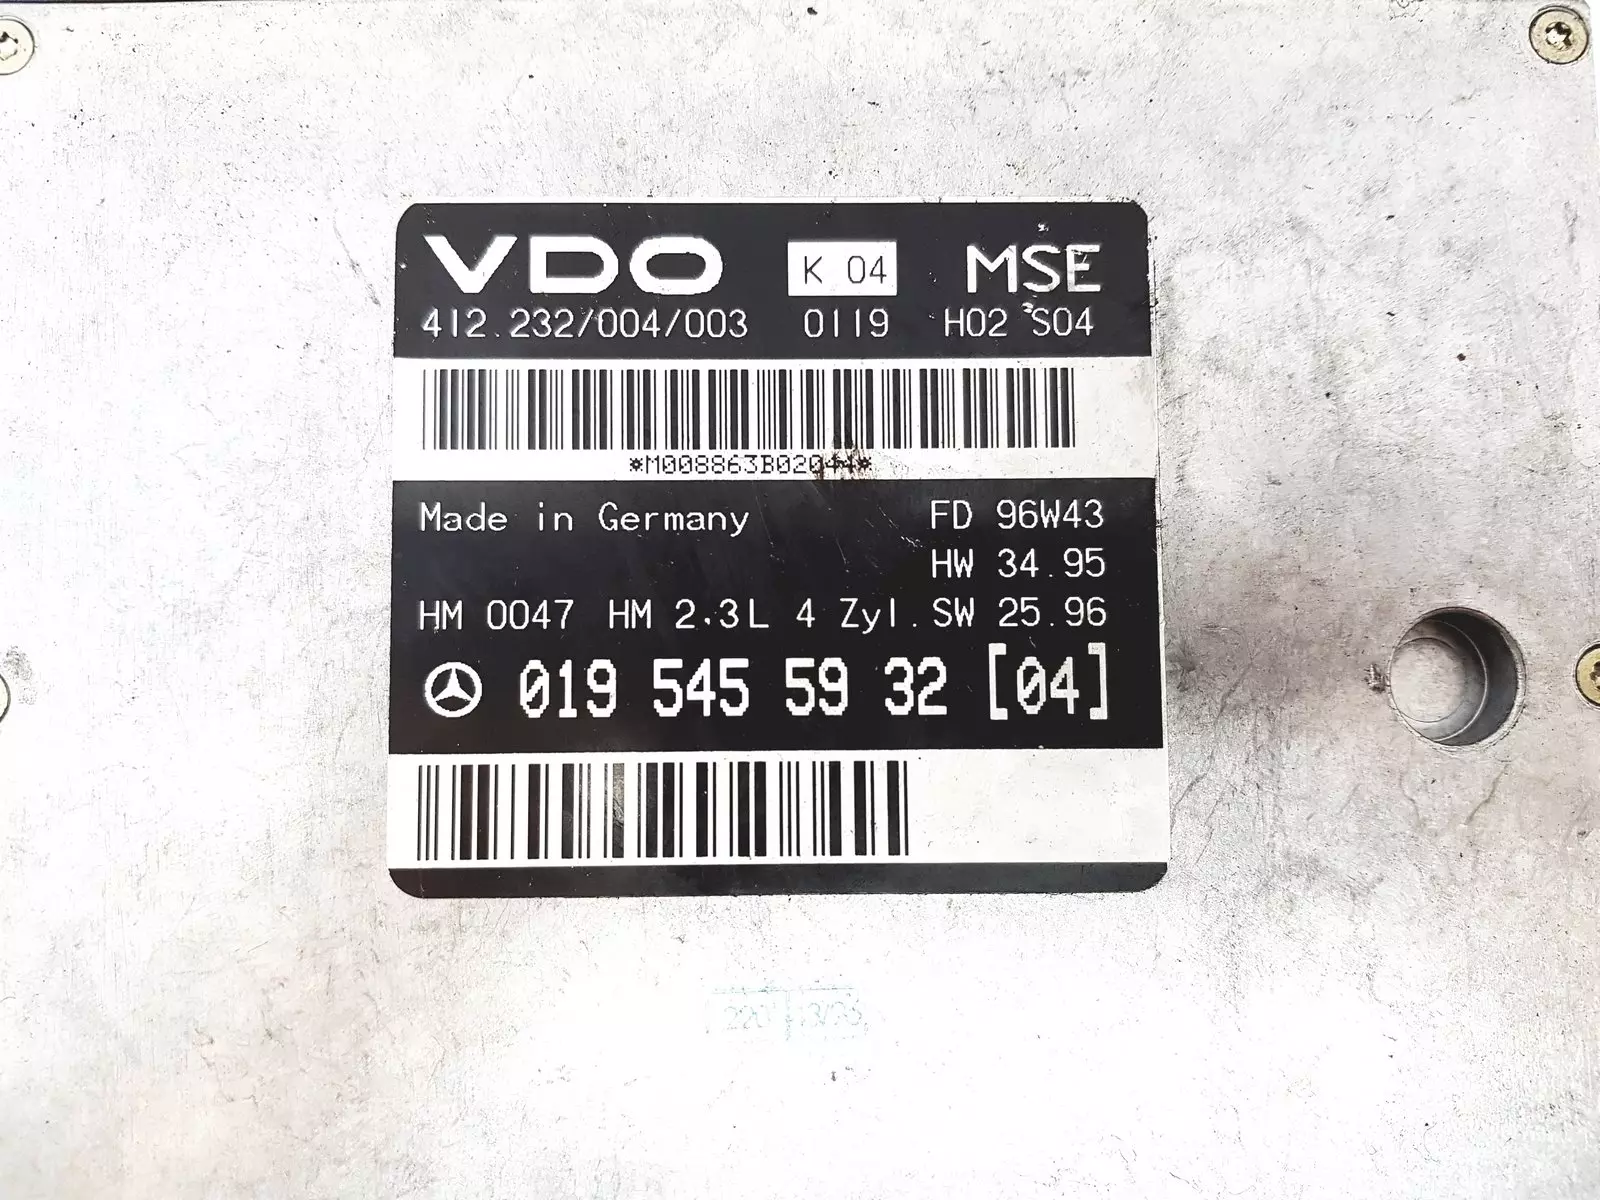 VDO K 04 MSE
412.232/004/003 0119 H02 S04
*M008863B02044*
Made in Germany FD 96W43
HW 34.95
HM 0047 HM 2.3L 4 Zyl. SW 25.96
019 545 59 32 [04]